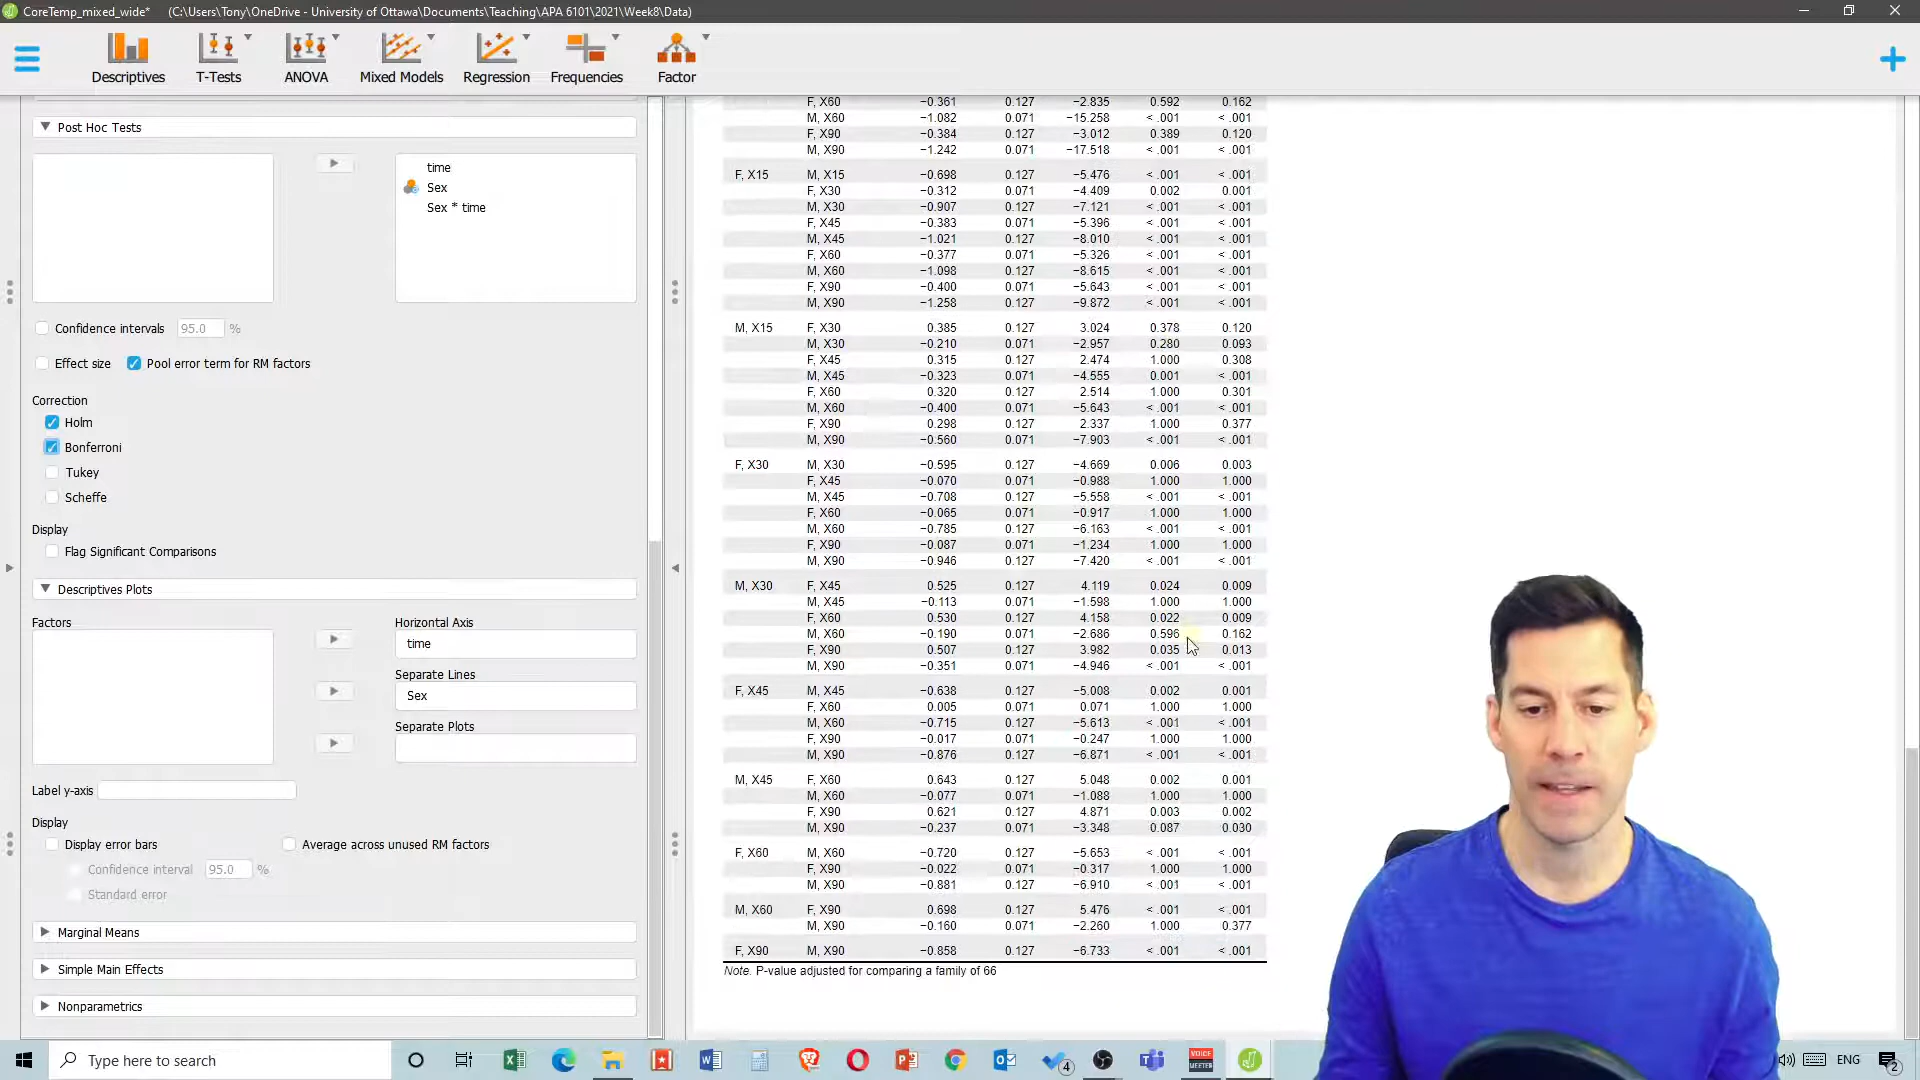 CoreTemp_mixed_wide* (C:\Users\Tony\OneDrive - University of Ottawa\Documents\Teaching\APA 6101\2021\Week8\Data)
Descriptives T-Tests ANOVA Mixed Models Regression Frequencies Factor
Post Hoc Tests
time
Sex
Sex * time
Confidence intervals 95.0 %
Effect size Pool error term for RM factors
Correction
Holm
Bonferroni
Tukey
Scheffe
Display
Flag Significant Comparisons
Descriptives Plots
Factors
Horizontal Axis
time
Separate Lines
Sex
Separate Plots
Label y-axis
Display
Display error bars Average across unused RM factors
Confidence interval 95.0 %
Standard error
Marginal Means
Simple Main Effects
Nonparametrics
F, X60 −0.361 0.127 −2.835 0.592 0.162
M, X60 −1.082 0.071 −15.258 < .001 < .001
F, X90 −0.384 0.127 −3.012 0.389 0.120
M, X90 −1.242 0.071 −17.518 < .001 < .001
F, X15 M, X15 −0.698 0.127 −5.476 < .001 < .001
F, X30 −0.312 0.071 −4.409 0.002 0.001
M, X30 −0.907 0.127 −7.121 < .001 < .001
F, X45 −0.383 0.071 −5.396 < .001 < .001
M, X45 −1.021 0.127 −8.010 < .001 < .001
F, X60 −0.377 0.071 −5.326 < .001 < .001
M, X60 −1.098 0.127 −8.615 < .001 < .001
F, X90 −0.400 0.071 −5.643 < .001 < .001
M, X90 −1.258 0.127 −9.872 < .001 < .001
M, X15 F, X30 0.385 0.127 3.024 0.378 0.120
M, X30 −0.210 0.071 −2.957 0.280 0.093
F, X45 0.315 0.127 2.474 1.000 0.308
M, X45 −0.323 0.071 −4.555 0.001 < .001
F, X60 0.320 0.127 2.514 1.000 0.301
M, X60 −0.400 0.071 −5.643 < .001 < .001
F, X90 0.298 0.127 2.337 1.000 0.377
M, X90 −0.560 0.071 −7.903 < .001 < .001
F, X30 M, X30 −0.595 0.127 −4.669 0.006 0.003
F, X45 −0.070 0.071 −0.988 1.000 1.000
M, X45 −0.708 0.127 −5.558 < .001 < .001
F, X60 −0.065 0.071 −0.917 1.000 1.000
M, X60 −0.785 0.127 −6.163 < .001 < .001
F, X90 −0.087 0.071 −1.234 1.000 1.000
M, X90 −0.946 0.127 −7.420 < .001 < .001
M, X30 F, X45 0.525 0.127 4.119 0.024 0.009
M, X45 −0.113 0.071 −1.598 1.000 1.000
F, X60 0.530 0.127 4.158 0.022 0.009
M, X60 −0.190 0.071 −2.686 0.596 0.162
F, X90 0.507 0.127 3.982 0.035 0.013
M, X90 −0.351 0.071 −4.946 < .001 < .001
F, X45 M, X45 −0.638 0.127 −5.008 0.002 0.001
F, X60 0.005 0.071 0.071 1.000 1.000
M, X60 −0.715 0.127 −5.613 < .001 < .001
F, X90 −0.017 0.071 −0.247 1.000 1.000
M, X90 −0.876 0.127 −6.871 < .001 < .001
M, X45 F, X60 0.643 0.127 5.048 0.002 0.001
M, X60 −0.077 0.071 −1.088 1.000 1.000
F, X90 0.621 0.127 4.871 0.003 0.002
M, X90 −0.237 0.071 −3.348 0.087 0.030
F, X60 M, X60 −0.720 0.127 −5.653 < .001 < .001
F, X90 −0.022 0.071 −0.317 1.000 1.000
M, X90 −0.881 0.127 −6.910 < .001 < .001
M, X60 F, X90 0.698 0.127 5.476 < .001 < .001
M, X90 −0.160 0.071 −2.260 1.000 0.377
F, X90 M, X90 −0.858 0.127 −6.733 < .001 < .001
Note. P-value adjusted for comparing a family of 66
Type here to search 4 VOICE MEETER ENG 2